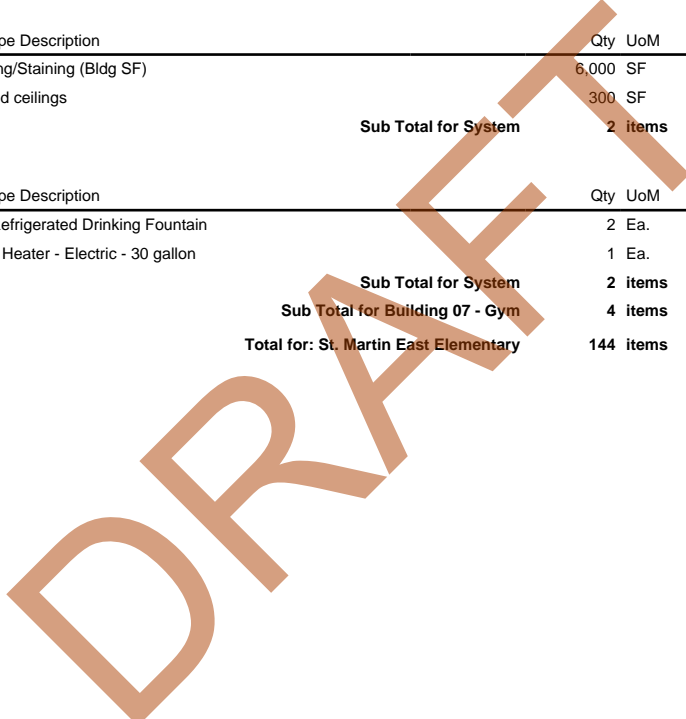 pe Description Qty UoM
ng/Staining (Bldg SF) 6,000 SF
d ceilings 300 SF
Sub Total for System 2 items
pe Description Qty UoM
efrigerated Drinking Fountain 2 Ea.
Heater - Electric - 30 gallon 1 Ea.
Sub Total for System 2 items
Sub Total for Building 07 - Gym 4 items
Total for: St. Martin East Elementary 144 items
DRAFT